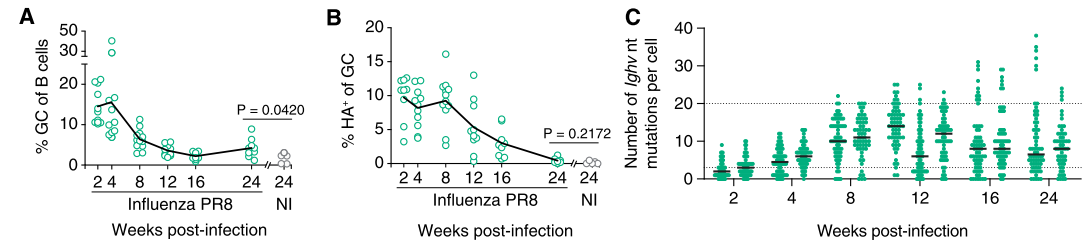 A
% GC of B cells
50
30
20
10
0
P = 0.0420
2 4 8 12 16 24 24
Influenza PR8 NI
Weeks post-infection
B
% HA+ of GC
20
15
10
5
0
P = 0.2172
2 4 8 12 16 24 24
Influenza PR8 NI
Weeks post-infection
C
Number of Ighv nt
mutations per cell
40
30
20
10
0
2 4 8 12 16 24
Weeks post-infection